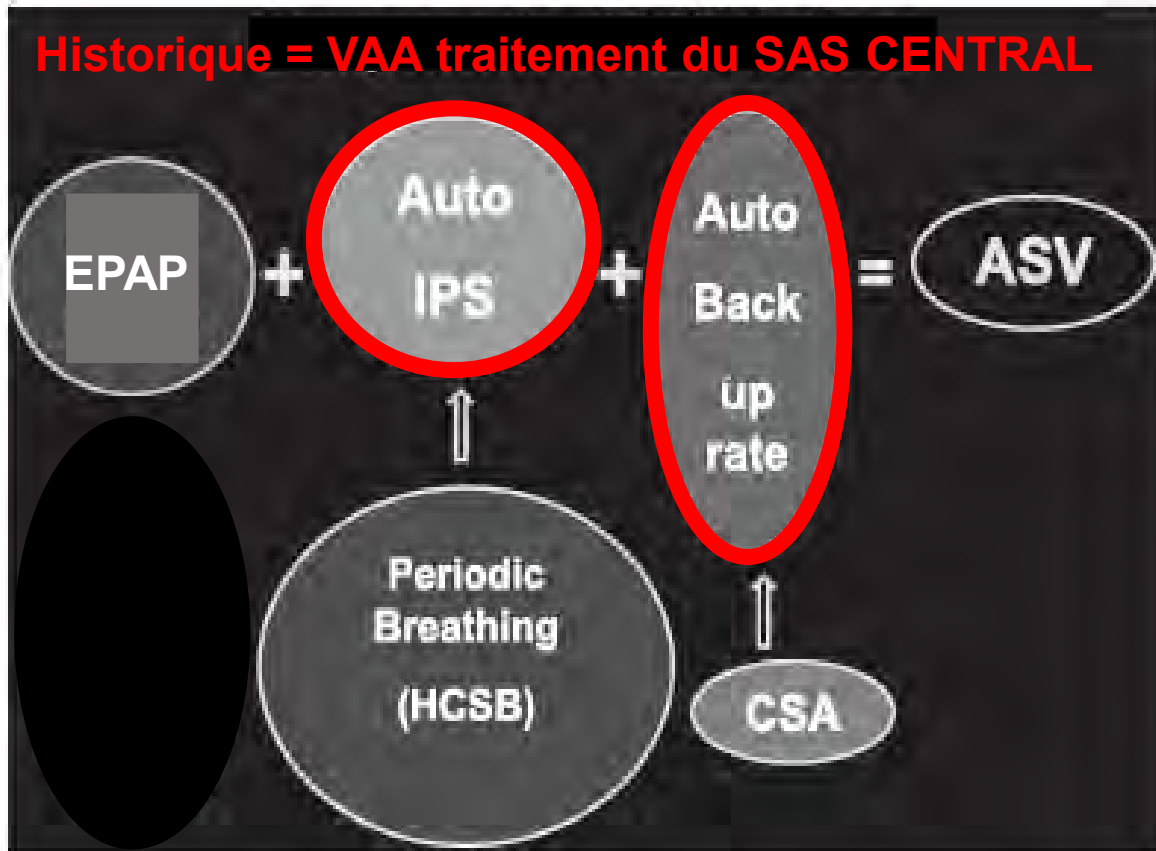 Historique = VAA traitement du SAS CENTRAL
EPAP
+
Auto
IPS
+
Auto
Back
up
rate
=
ASV
Periodic
Breathing
(HCSB)
CSA